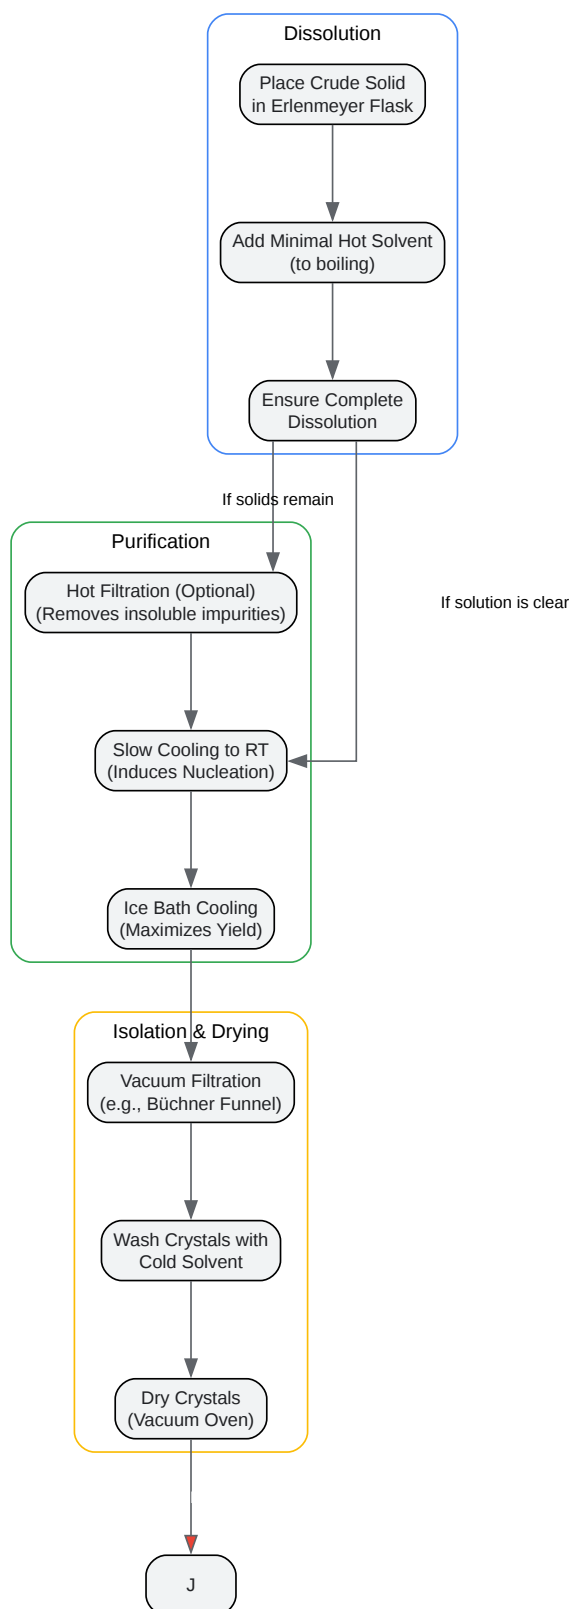 Dissolution
Place Crude Solid
in Erlenmeyer Flask
Add Minimal Hot Solvent
(to boiling)
Ensure Complete
Dissolution
If solids remain
Purification
Hot Filtration (Optional)
(Removes insoluble impurities)
If solution is clear
Slow Cooling to RT
(Induces Nucleation)
Ice Bath Cooling
(Maximizes Yield)
Isolation & Drying
Vacuum Filtration
(e.g., Büchner Funnel)
Wash Crystals with
Cold Solvent
Dry Crystals
(Vacuum Oven)
J